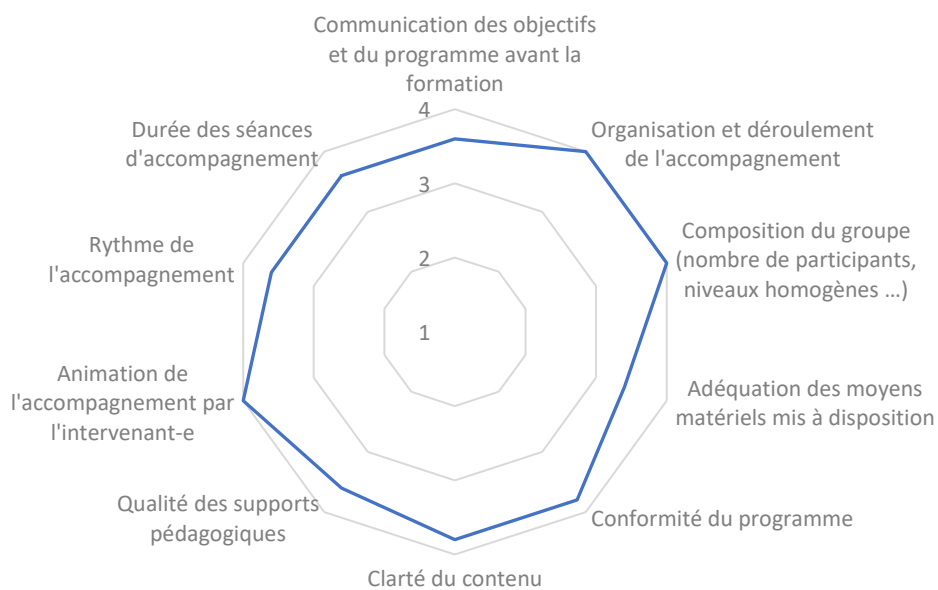 Communication des objectifs
et du programme avant la
formation
4
3
2
1
Organisation et déroulement
de l'accompagnement
Composition du groupe
(nombre de participants,
niveaux homogènes …)
Adéquation des moyens
matériels mis à disposition
Conformité du programme
Clarté du contenu
Qualité des supports
pédagogiques
Animation de
l'accompagnement par
l'intervenant-e
Rythme de
l'accompagnement
Durée des séances
d'accompagnement